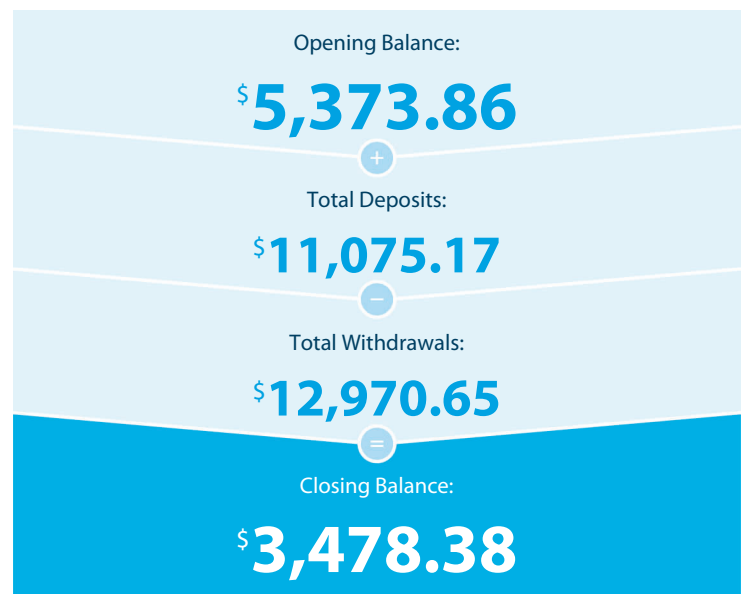 Opening Balance:
$5,373.86
+
Total Deposits:
$11,075.17
−
Total Withdrawals:
$12,970.65
=
Closing Balance:
$3,478.38